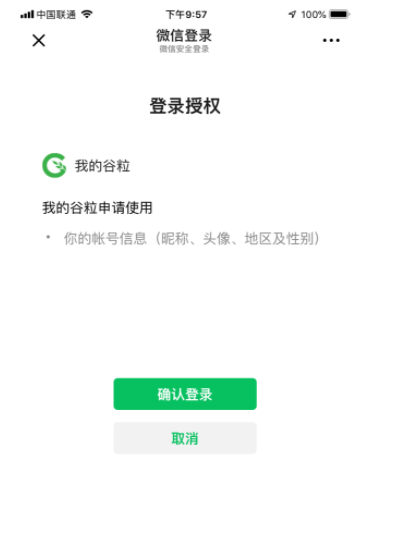 中国联通 下午9:57 100%
微信登录
微信安全登录
登录授权
我的谷粒
我的谷粒申请使用
· 你的帐号信息（昵称、头像、地区及性别）
确认登录
取消